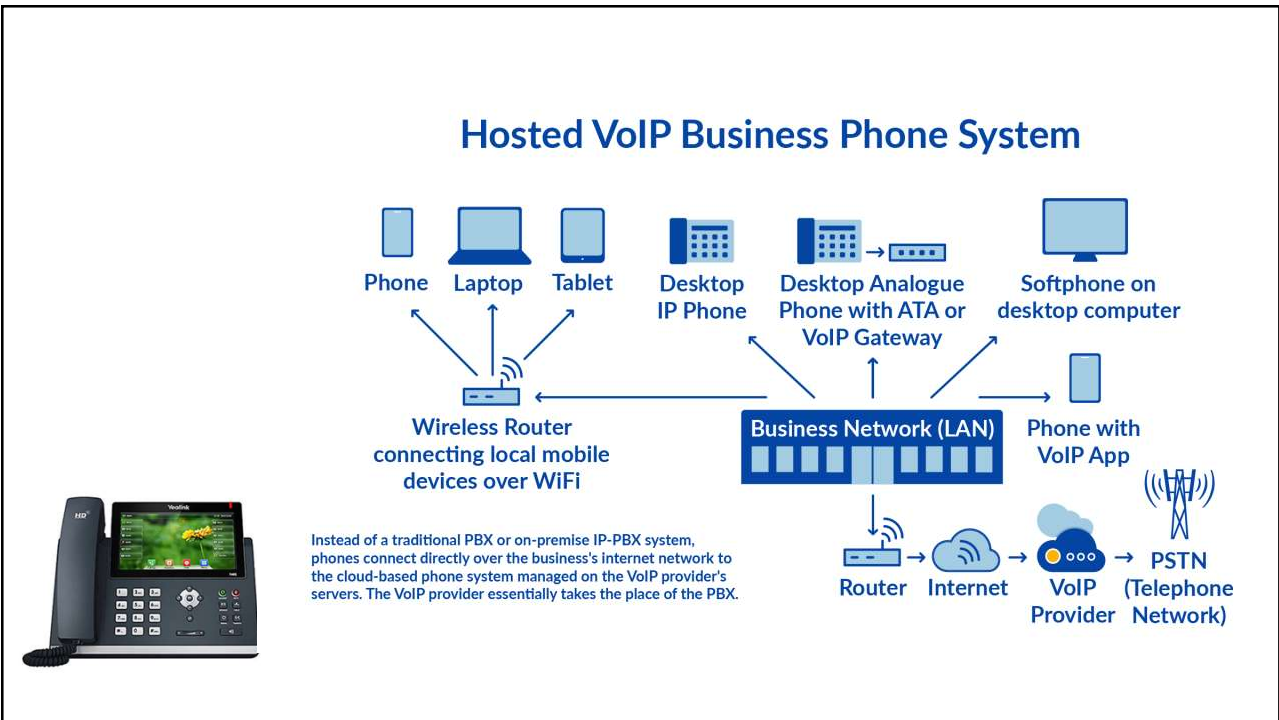 Hosted VoIP Business Phone System
Phone
Laptop
Tablet
Desktop
IP Phone
Desktop Analogue
Phone with ATA or
VoIP Gateway
Softphone on
desktop computer
Wireless Router
connecting local mobile
devices over WiFi
Business Network (LAN)
Phone with
VoIP App
Router
Internet
VoIP
Provider
PSTN
(Telephone
Network)
Instead of a traditional PBX or on-premise IP-PBX system,
phones connect directly over the business's internet network to
the cloud-based phone system managed on the VoIP provider's
servers. The VoIP provider essentially takes the place of the PBX.
HD
Yealink